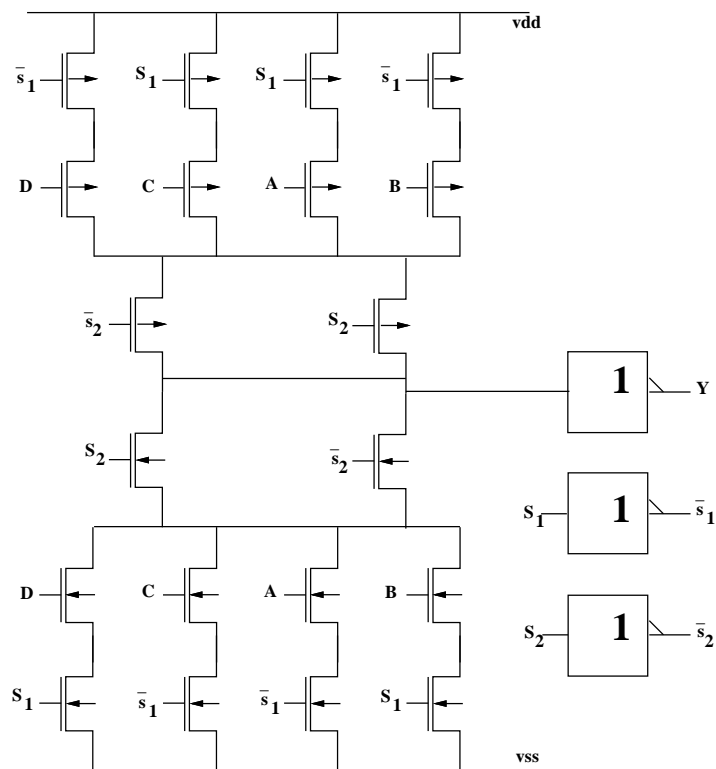 vdd
s̅1 S1 S1 s̅1
D C A B
s̅2 S2
1 Y
S2 s̅2
S1 1 s̅1
D C A B
S2 1 s̅2
S1 s̅1 s̅1 S1
vss